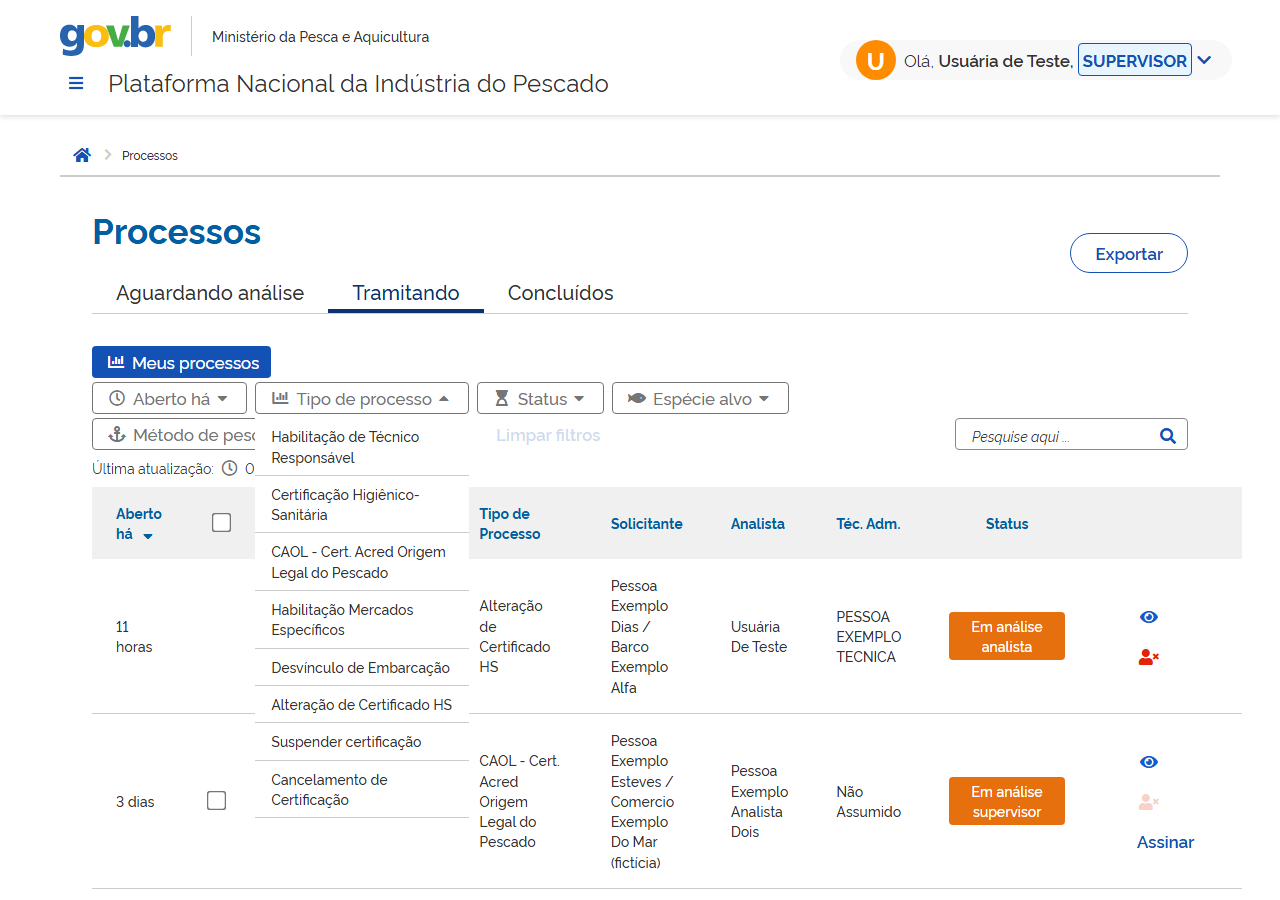 gov.br
Ministério da Pesca e Aquicultura
Plataforma Nacional da Indústria do Pescado
U Olá, Usuária de Teste, SUPERVISOR
Processos
Processos
Exportar
Aguardando análise Tramitando Concluídos
Meus processos
Aberto há Tipo de processo Status Espécie alvo
Método de pesc Limpar filtros Pesquise aqui ...
Última atualização: 0
Habilitação de Técnico
Responsável
Certificação Higiênico-
Sanitária
CAOL - Cert. Acred Origem
Legal do Pescado
Habilitação Mercados
Específicos
Desvínculo de Embarcação
Alteração de Certificado HS
Suspender certificação
Cancelamento de
Certificação
Aberto
há
Tipo de
Processo
Solicitante
Analista
Téc. Adm.
Status
11
horas
Alteração
de
Certificado
HS
Pessoa
Exemplo
Dias /
Barco
Exemplo
Alfa
Usuária
De Teste
PESSOA
EXEMPLO
TECNICA
Em análise
analista
3 dias
CAOL - Cert.
Acred
Origem
Legal do
Pescado
Pessoa
Exemplo
Esteves /
Comercio
Exemplo
Do Mar
(fictícia)
Pessoa
Exemplo
Analista
Dois
Não
Assumido
Em análise
supervisor
Assinar